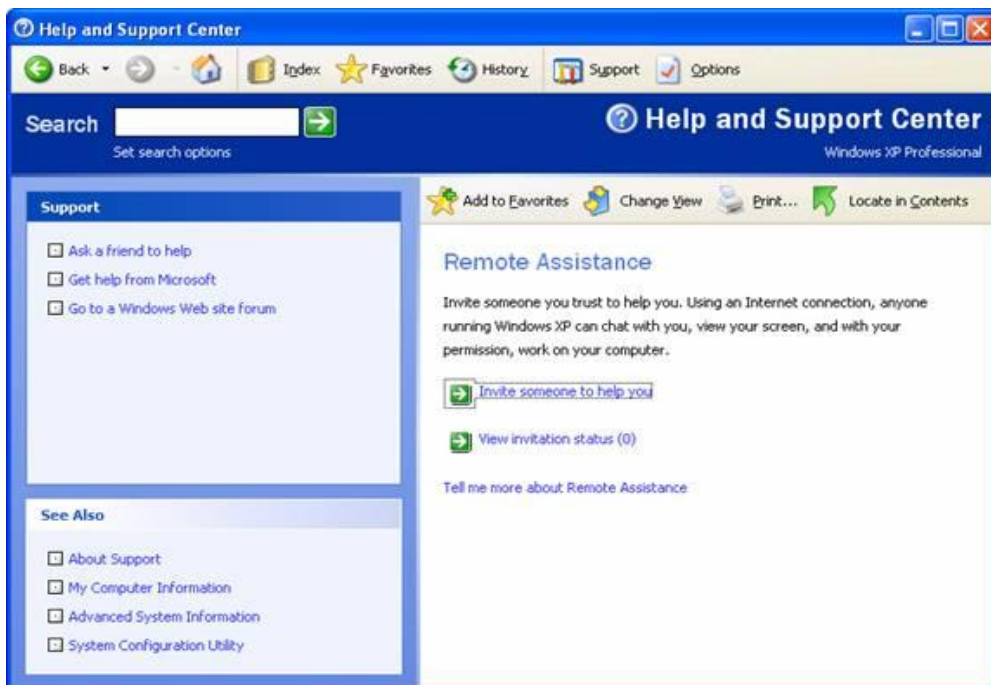 Help and Support Center
Back Index Favorites History Support Options
Search
Set search options
Help and Support Center
Windows XP Professional
Support
Ask a friend to help
Get help from Microsoft
Go to a Windows Web site forum
See Also
About Support
My Computer Information
Advanced System Information
System Configuration Utility
Add to Favorites Change View Print... Locate in Contents
Remote Assistance
Invite someone you trust to help you. Using an Internet connection, anyone
running Windows XP can chat with you, view your screen, and with your
permission, work on your computer.
Invite someone to help you
View invitation status (0)
Tell me more about Remote Assistance